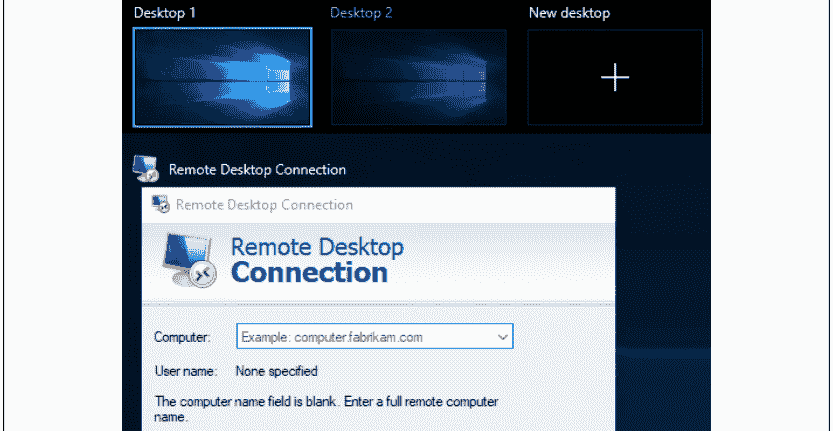 Desktop 1
Desktop 2
New desktop
Remote Desktop Connection
Remote Desktop Connection
Remote Desktop
Connection
Computer:
Example: computer.fabrikam.com
User name:
None specified
The computer name field is blank. Enter a full remote computer
name.